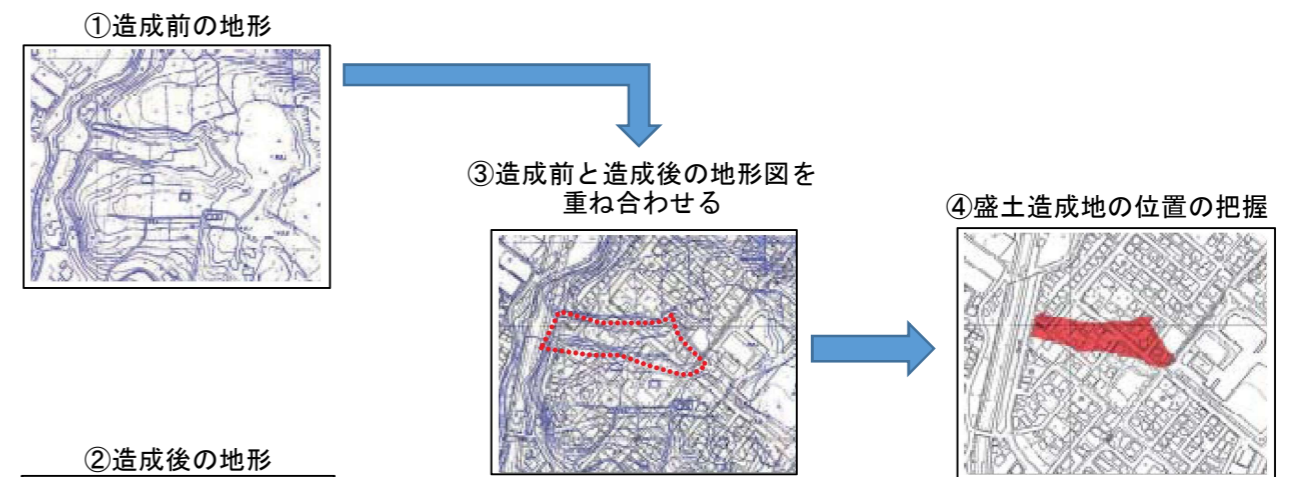 ①造成前の地形
③造成前と造成後の地形図を
重ね合わせる
④盛土造成地の位置の把握
②造成後の地形